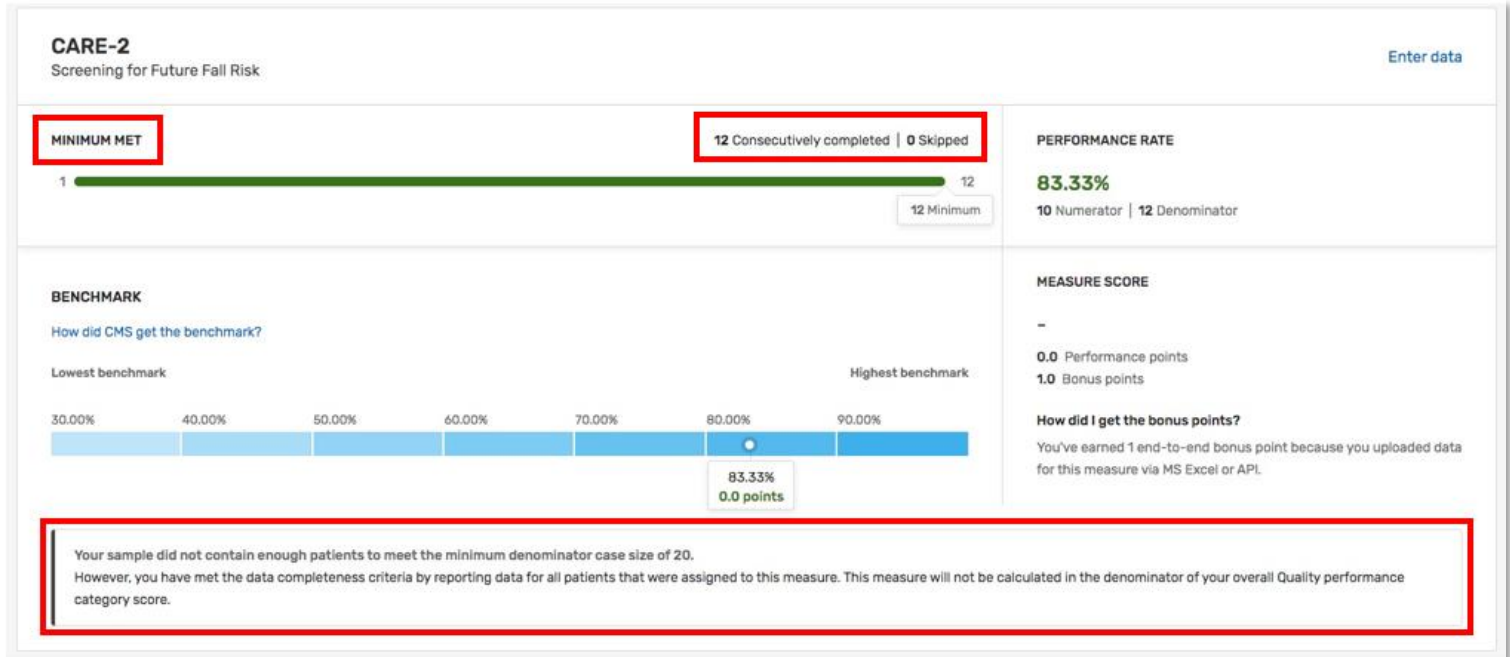 CARE-2
Screening for Future Fall Risk
Enter data
MINIMUM MET
12 Consecutively completed | 0 Skipped
1
12
12 Minimum
PERFORMANCE RATE
83.33%
10 Numerator | 12 Denominator
BENCHMARK
How did CMS get the benchmark?
Lowest benchmark
Highest benchmark
30.00% 40.00% 50.00% 60.00% 70.00% 80.00% 90.00%
83.33%
0.0 points
MEASURE SCORE
-
0.0 Performance points
1.0 Bonus points
How did I get the bonus points?
You've earned 1 end-to-end bonus point because you uploaded data
for this measure via MS Excel or API.
Your sample did not contain enough patients to meet the minimum denominator case size of 20.
However, you have met the data completeness criteria by reporting data for all patients that were assigned to this measure. This measure will not be calculated in the denominator of your overall Quality performance
category score.